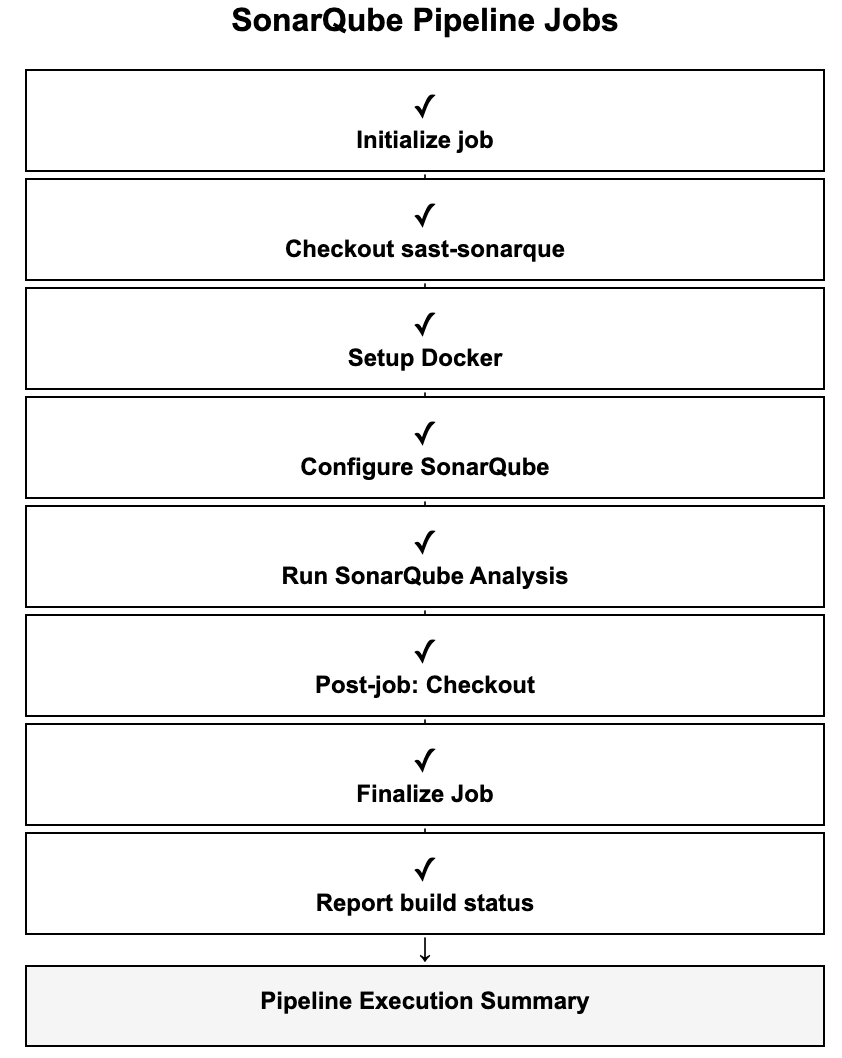 SonarQube Pipeline Jobs
✓
Initialize job
✓
Checkout sast-sonarque
✓
Setup Docker
✓
Configure SonarQube
✓
Run SonarQube Analysis
✓
Post-job: Checkout
✓
Finalize Job
✓
Report build status
↓
Pipeline Execution Summary